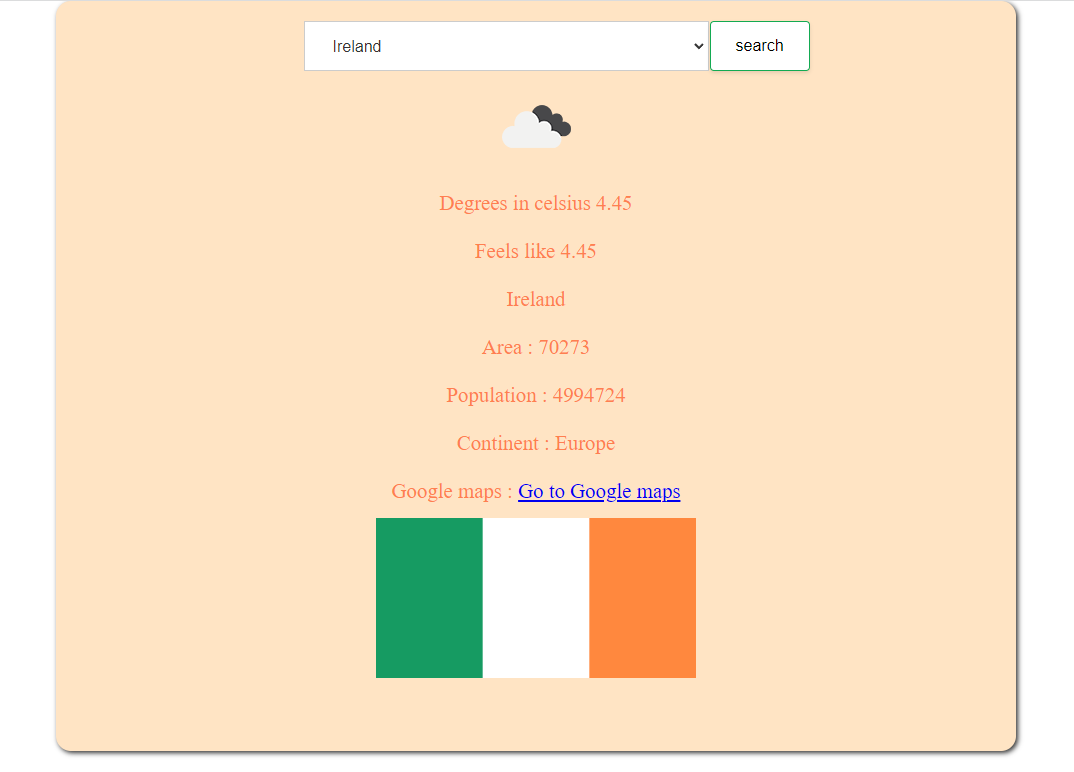 Ireland
search
Degrees in celsius 4.45
Feels like 4.45
Ireland
Area : 70273
Population : 4994724
Continent : Europe
Google maps : Go to Google maps